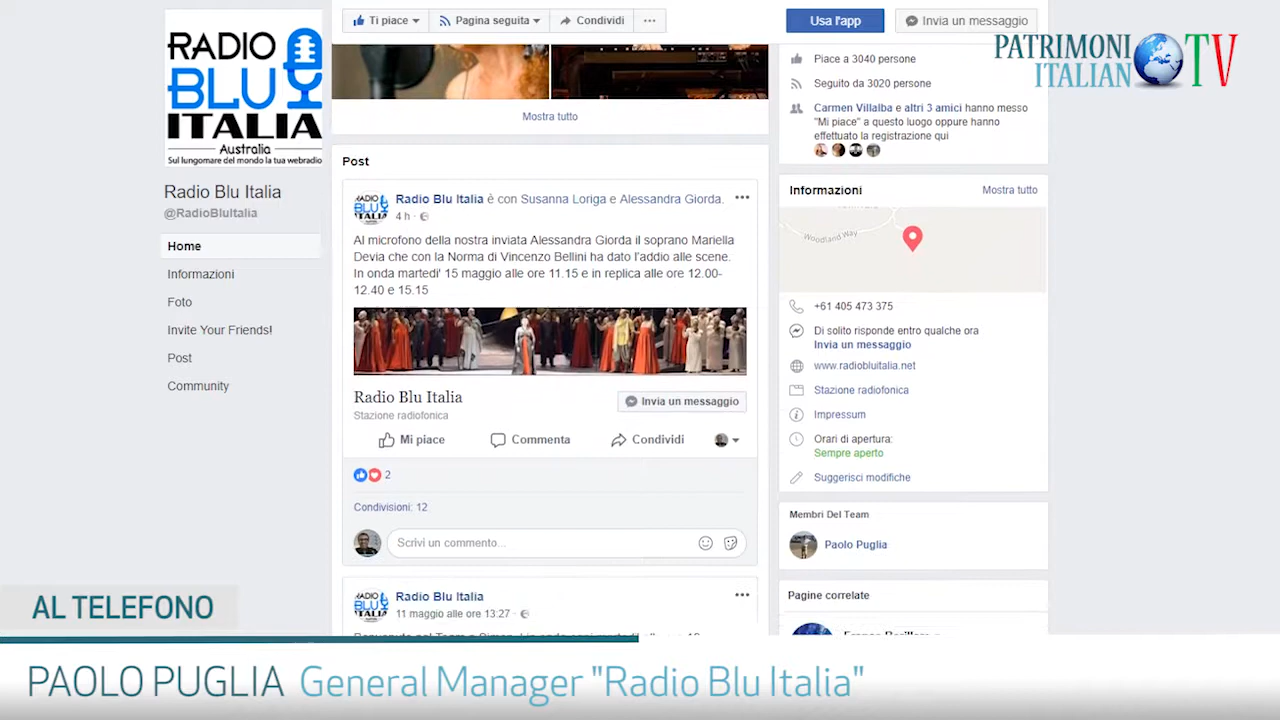 RADIO
BLU
ITALIA
Australia
Sul lungomare del mondo la tua webradio
Radio Blu Italia
@RadioBluItalia
Home
Informazioni
Foto
Invite Your Friends!
Post
Community
Ti piace
Pagina seguita
Condividi
Usa l'app
Invia un messaggio
PATRIMONI
ITALIANI
TV
Mostra tutto
Post
Radio Blu Italia è con Susanna Loriga e Alessandra Giorda.
4 h
Al microfono della nostra inviata Alessandra Giorda il soprano Mariella
Devia che con la Norma di Vincenzo Bellini ha dato l'addio alle scene.
In onda martedi' 15 maggio alle ore 11.15 e in replica alle ore 12.00-
12.40 e 15.15
Radio Blu Italia
Stazione radiofonica
Invia un messaggio
Mi piace
Commenta
Condividi
2
Condivisioni: 12
Scrivi un commento...
RADIO
BLU
ITALIA
Radio Blu Italia
11 maggio alle ore 13:27
Piace a 3040 persone
Seguito da 3020 persone
Carmen Villalba e altri 3 amici hanno messo
"Mi piace" a questo luogo oppure hanno
effettuato la registrazione qui
Informazioni
Mostra tutto
Woodland Way
+61 405 473 375
Di solito risponde entro qualche ora
Invia un messaggio
www.radiobluitalia.net
Stazione radiofonica
Impressum
Orari di apertura:
Sempre aperto
Suggerisci modifiche
Membri Del Team
Paolo Puglia
Pagine correlate
AL TELEFONO
PAOLO PUGLIA General Manager "Radio Blu Italia"